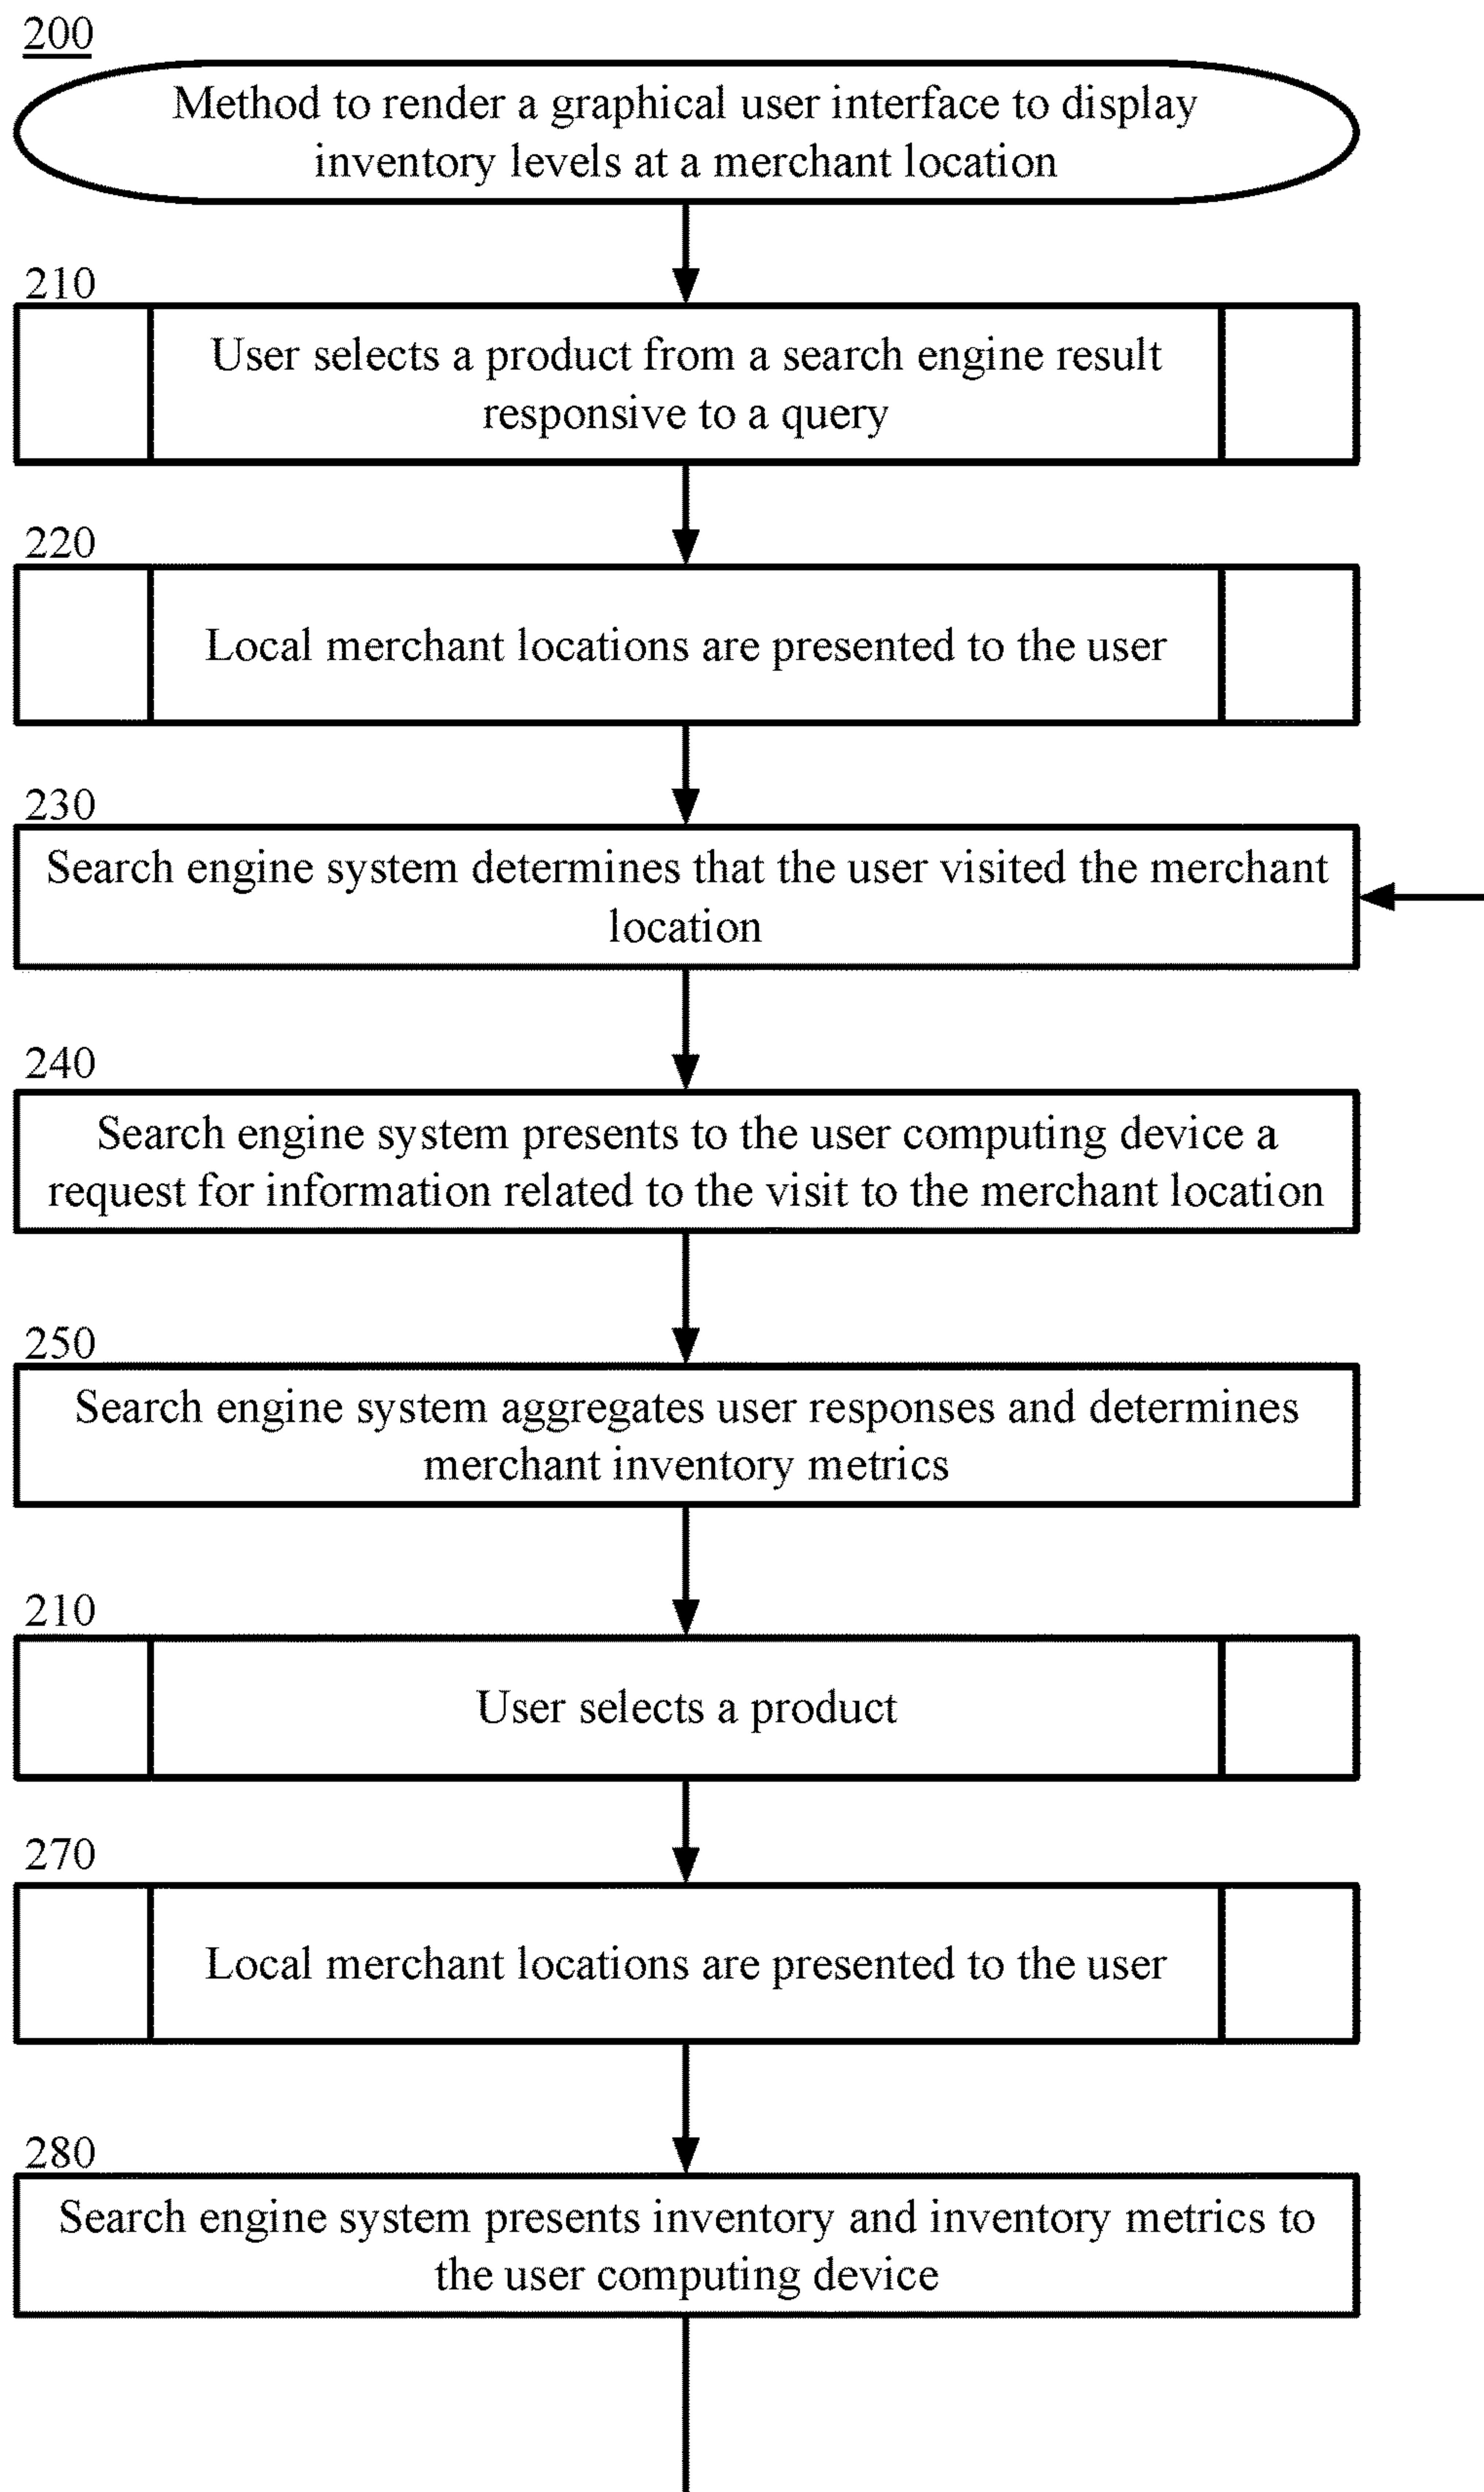 200
Method to render a graphical user interface to display
inventory levels at a merchant location
210
User selects a product from a search engine result
responsive to a query
220
Local merchant locations are presented to the user
230
Search engine system determines that the user visited the merchant
location
240
Search engine system presents to the user computing device a
request for information related to the visit to the merchant location
250
Search engine system aggregates user responses and determines
merchant inventory metrics
210
User selects a product
270
Local merchant locations are presented to the user
280
Search engine system presents inventory and inventory metrics to
the user computing device